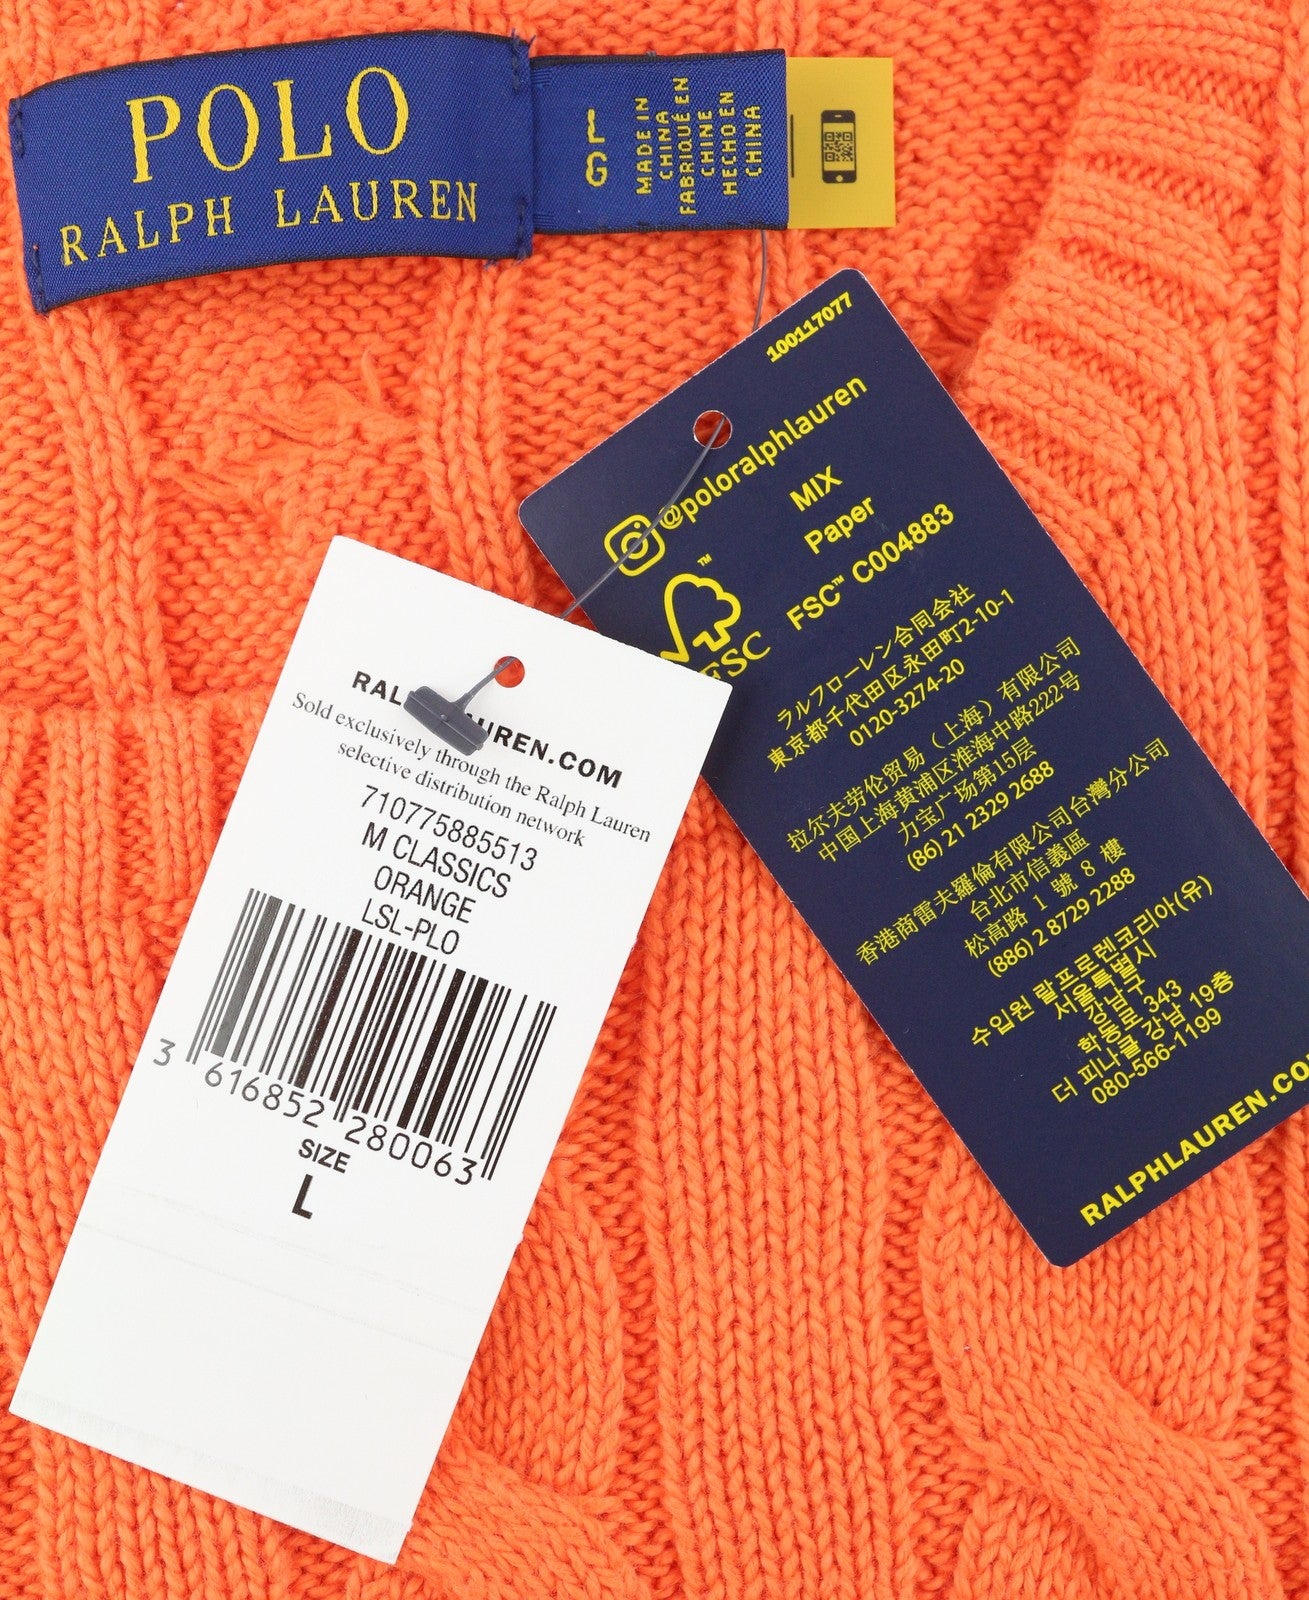 POLO
RALPH LAUREN
L
G
MADE IN
CHINA
FABRIQUÉ EN
CHINE
HECHO EN
CHINA
100117077
@poloralphlauren
MIX
Paper
FSC™ C004883
™
FSC
ラルフローレン合同会社
東京都千代田区永田町2-10-1
0120-3274-20
拉尔夫劳伦贸易（上海）有限公司
中国上海黄浦区淮海中路222号
力宝广场第15层
(86) 21 2329 2688
香港商雷夫羅倫有限公司台灣分公司
台北市信義區
松高路 1 號 8 樓
(886) 2 8729 2288
수입원 랄프로렌코리아(유)
서울특별시
강남구
학동로 343
더 피나클 강남 19층
080-566-1199
RALPHLAUREN.CO
RAL UREN.COM
Sold exclusively through the Ralph Lauren
selective distribution network
710775885513
M CLASSICS
ORANGE
LSL-PLO
3 616852 280063
SIZE
L